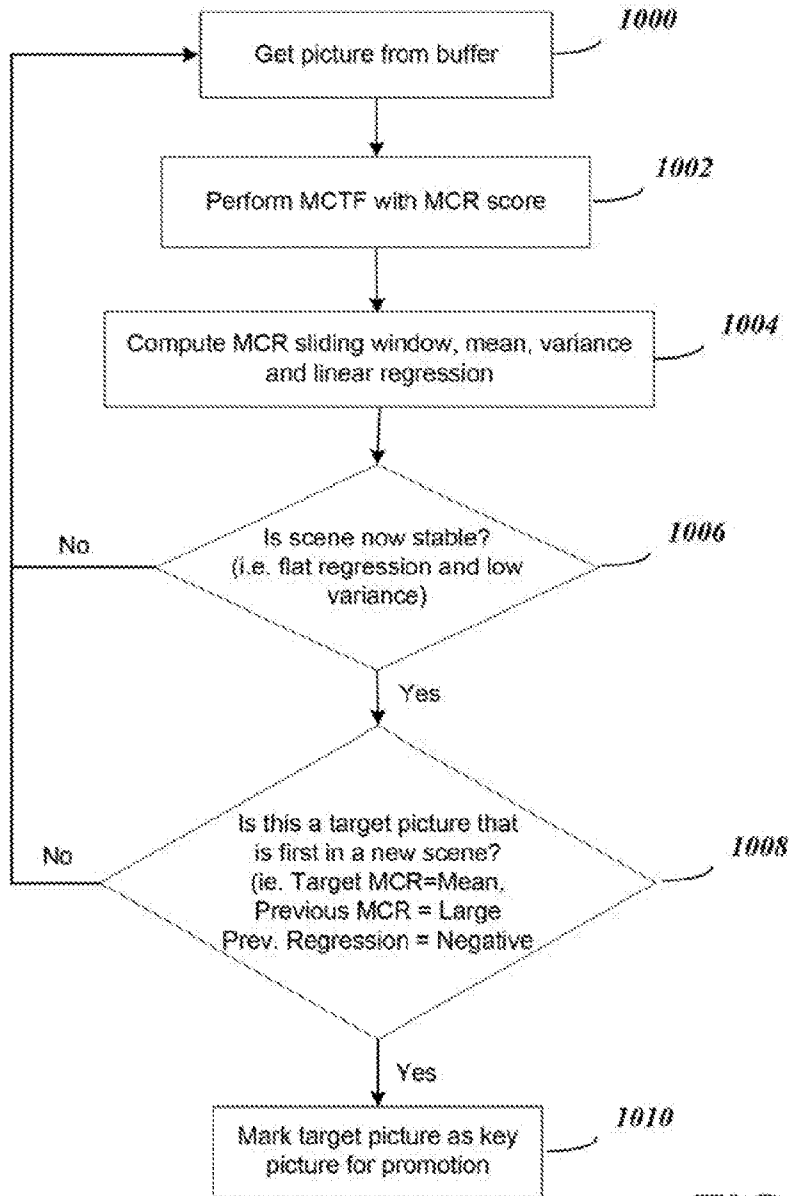 1000
Get picture from buffer
1002
Perform MCTF with MCR score
1004
Compute MCR sliding window, mean, variance
and linear regression
1006
Is scene now stable?
No
(i.e. flat regression and low
variance)
Yes
Is this a target picture that
is first in a new scene?
1008
No
(ie. Target MCR=Mean,
Previous MCR = Large
Prev. Regression = Negative
Yes
1010
Mark target picture as key
picture for promotion